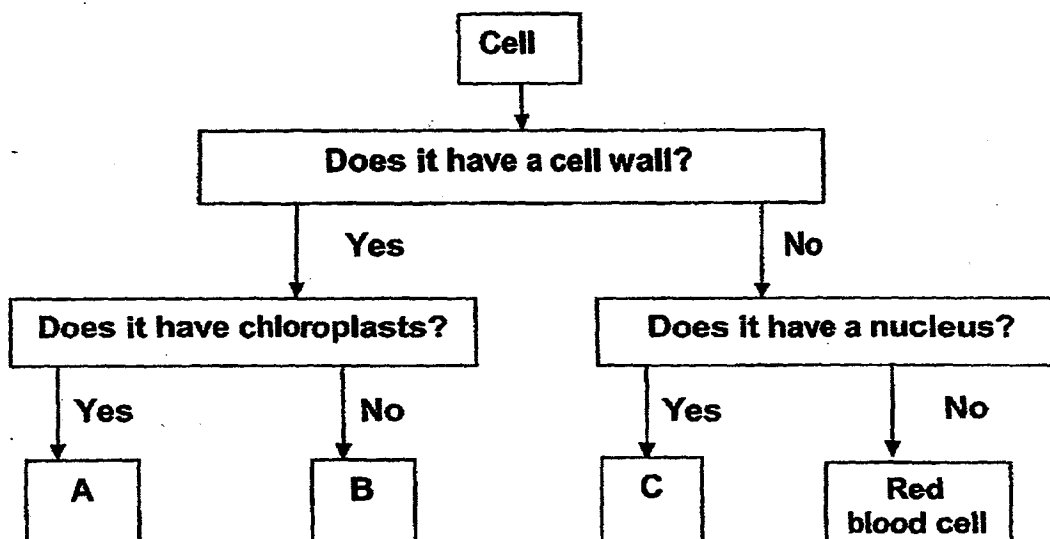 Cell
Does it have a cell wall?
Yes
No
Does it have chloroplasts?
Does it have a nucleus?
Yes
No
Yes
No
A
B
C
Red
blood cell